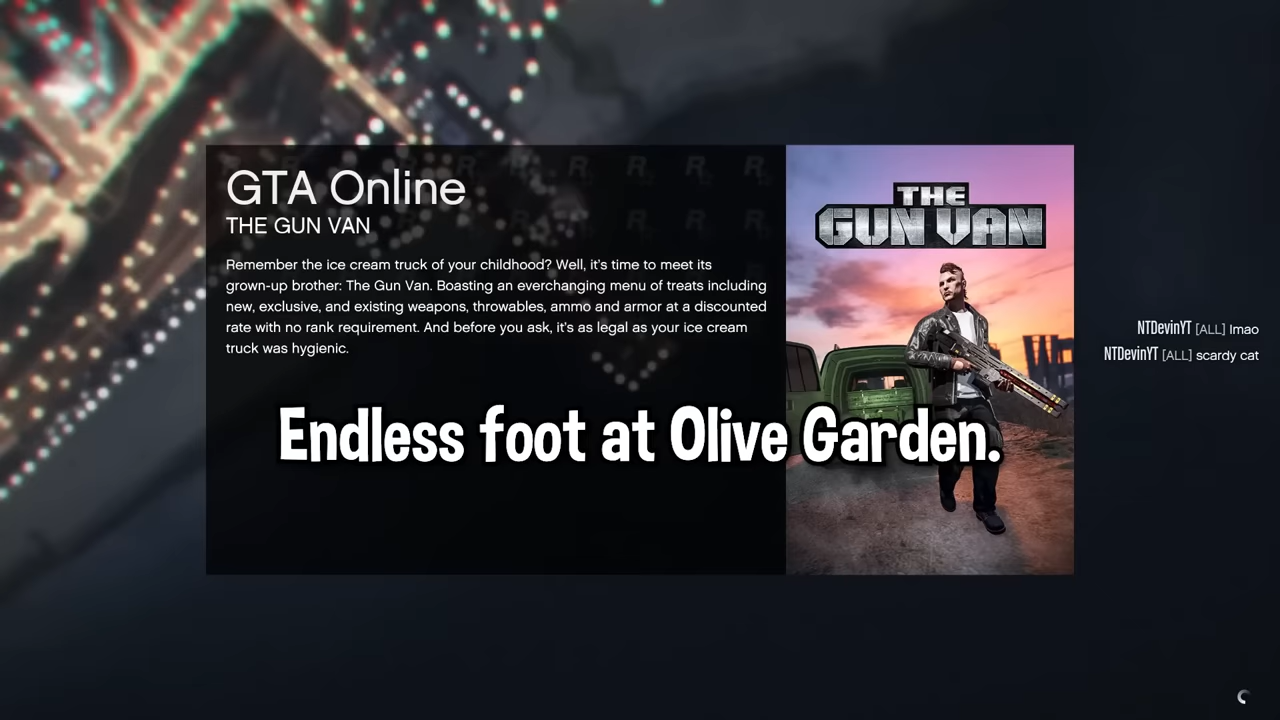 GTA Online
THE GUN VAN
Remember the ice cream truck of your childhood? Well, it's time to meet its
grown-up brother: The Gun Van. Boasting an everchanging menu of treats including
new, exclusive, and existing weapons, throwables, ammo and armor at a discounted
rate with no rank requirement. And before you ask, it's as legal as your ice cream
truck was hygienic.
THE
GUN VAN
NTDevinYT [ALL] lmao
NTDevinYT [ALL] scardy cat
Endless foot at Olive Garden.